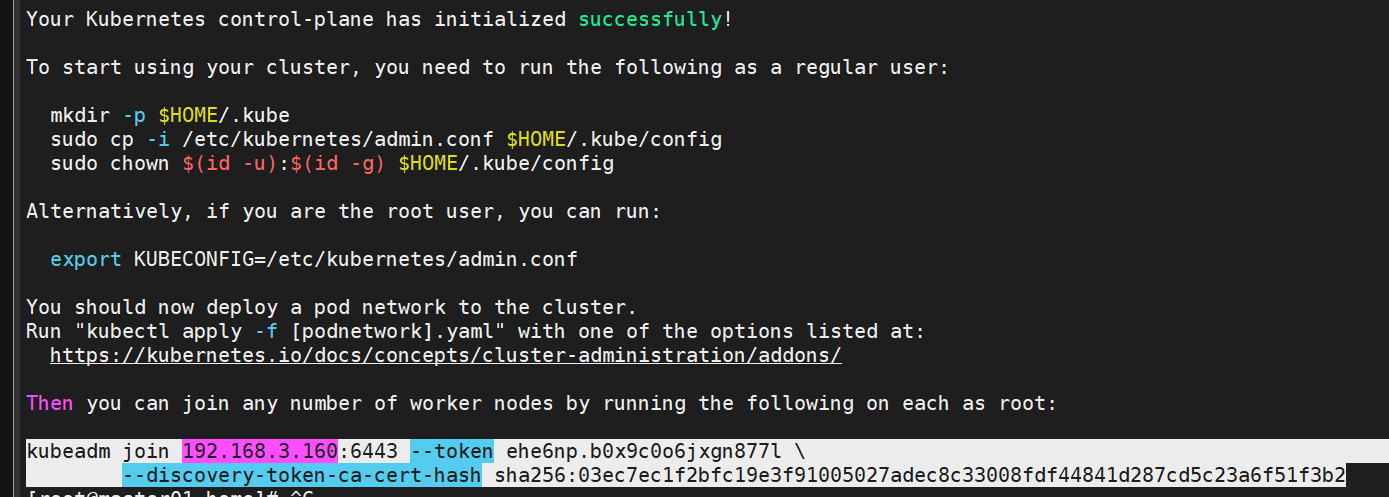 Your Kubernetes control-plane has initialized successfully!
To start using your cluster, you need to run the following as a regular user:
mkdir -p $HOME/.kube
sudo cp -i /etc/kubernetes/admin.conf $HOME/.kube/config
sudo chown $(id -u):$(id -g) $HOME/.kube/config
Alternatively, if you are the root user, you can run:
export KUBECONFIG=/etc/kubernetes/admin.conf
You should now deploy a pod network to the cluster.
Run "kubectl apply -f [podnetwork].yaml" with one of the options listed at:
https://kubernetes.io/docs/concepts/cluster-administration/addons/
Then you can join any number of worker nodes by running the following on each as root:
kubeadm join 192.168.3.160:6443 --token ehe6np.b0x9c0o6jxgn877l \
--discovery-token-ca-cert-hash sha256:03ec7ec1f2bfc19e3f91005027adec8c33008fdf44841d287cd5c23a6f51f3b2
[root@master01 home]# ^C